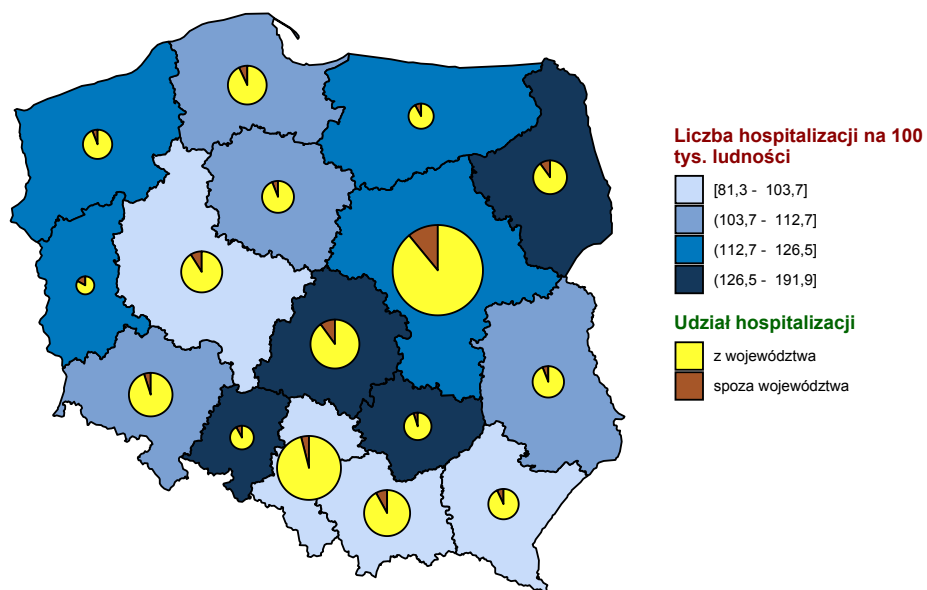 Liczba hospitalizacji na 100
tys. ludności
[81,3 - 103,7]
(103,7 - 112,7]
(112,7 - 126,5]
(126,5 - 191,9]
Udział hospitalizacji
z województwa
spoza województwa